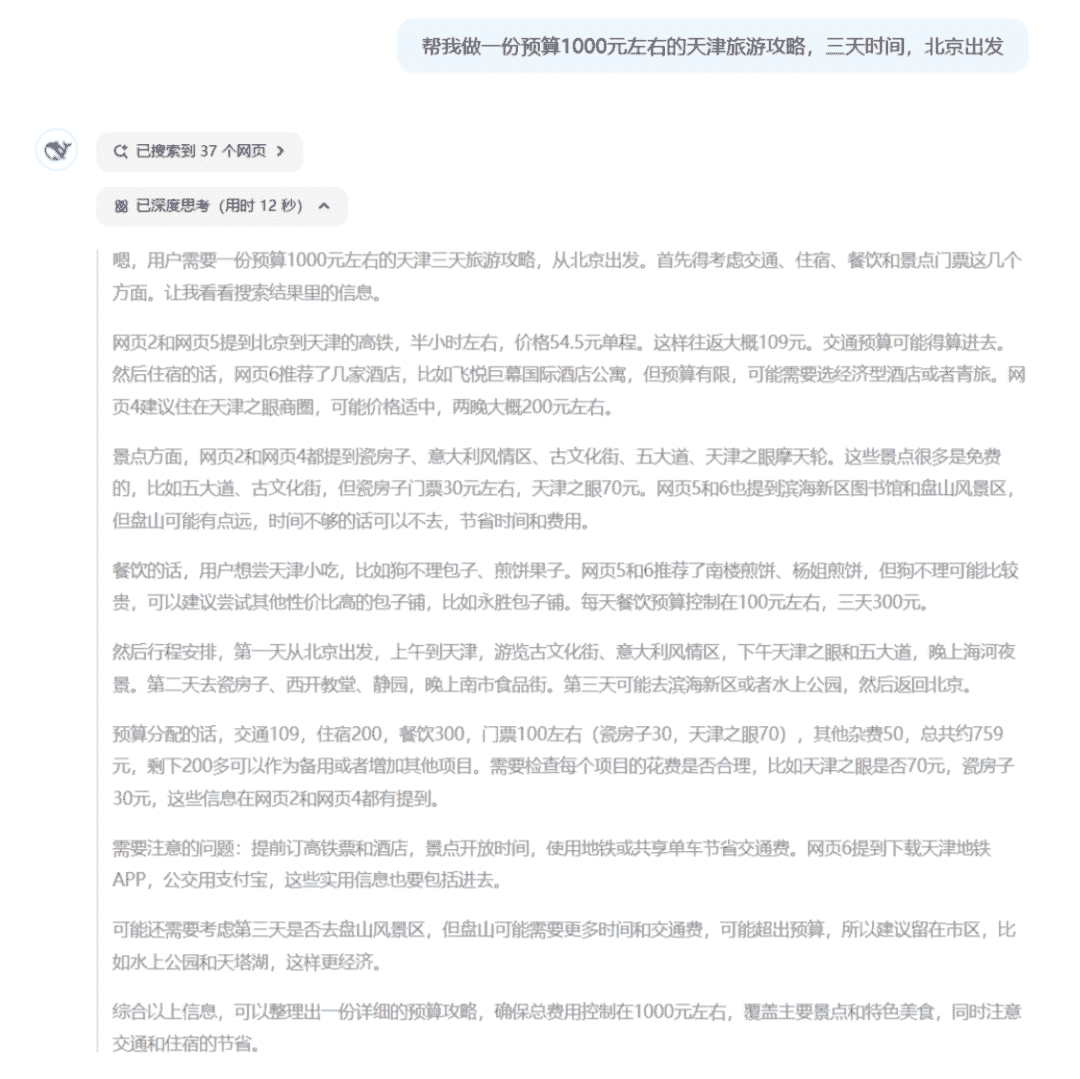 帮我做一份预算1000元左右的天津旅游攻略，三天时间，北京出发
已搜索到 37 个网页
已深度思考（用时 12 秒）
嗯，用户需要一份预算1000元左右的天津三天旅游攻略，从北京出发。首先得考虑交通、住宿、餐饮和景点门票这几个
方面。让我看看搜索结果里的信息。
网页2和网页5提到北京到天津的高铁，半小时左右，价格54.5元单程。这样往返大概109元。交通预算可能得算进去。
然后住宿的话，网页6推荐了几家酒店，比如飞悦巨幕国际酒店公寓，但预算有限，可能需要选经济型酒店或者青旅。网
页4建议住在天津之眼商圈，可能价格适中，两晚大概200元左右。
景点方面，网页2和网页4都提到瓷房子、意大利风情区、古文化街、五大道、天津之眼摩天轮。这些景点很多是免费
的，比如五大道、古文化街，但瓷房子门票30元左右，天津之眼70元。网页5和6也提到滨海新区图书馆和盘山风景区，
但盘山可能有点远，时间不够的话可以不去，节省时间和费用。
餐饮的话，用户想尝天津小吃，比如狗不理包子、煎饼果子。网页5和6推荐了南楼煎饼、杨姐煎饼，但狗不理可能比较
贵，可以建议尝试其他性价比高的包子铺，比如永胜包子铺。每天餐饮预算控制在100元左右，三天300元。
然后行程安排，第一天从北京出发，上午到天津，游览古文化街、意大利风情区，下午天津之眼和五大道，晚上海河夜
景。第二天去瓷房子、西开教堂、静园，晚上南市食品街。第三天可能去滨海新区或者水上公园，然后返回北京。
预算分配的话，交通109，住宿200，餐饮300，门票100左右（瓷房子30，天津之眼70），其他杂费50，总共约759
元，剩下200多可以作为备用或者增加其他项目。需要检查每个项目的花费是否合理，比如天津之眼是否70元，瓷房子
30元，这些信息在网页2和网页4都有提到。
需要注意的问题：提前订高铁票和酒店，景点开放时间，使用地铁或共享单车节省交通费。网页6提到下载天津地铁
APP，公交用支付宝，这些实用信息也要包括进去。
可能还需要考虑第三天是否去盘山风景区，但盘山可能需要更多时间和交通费，可能超出预算，所以建议留在市区，比
如水上公园和天塔湖，这样更经济。
综合以上信息，可以整理出一份详细的预算攻略，确保总费用控制在1000元左右，覆盖主要景点和特色美食，同时注意
交通和住宿的节省。